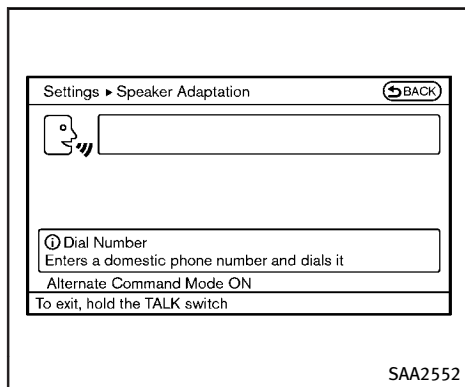 Settings ▸ Speaker Adaptation
BACK
Dial Number
Enters a domestic phone number and dials it
Alternate Command Mode ON
To exit, hold the TALK switch
SAA2552